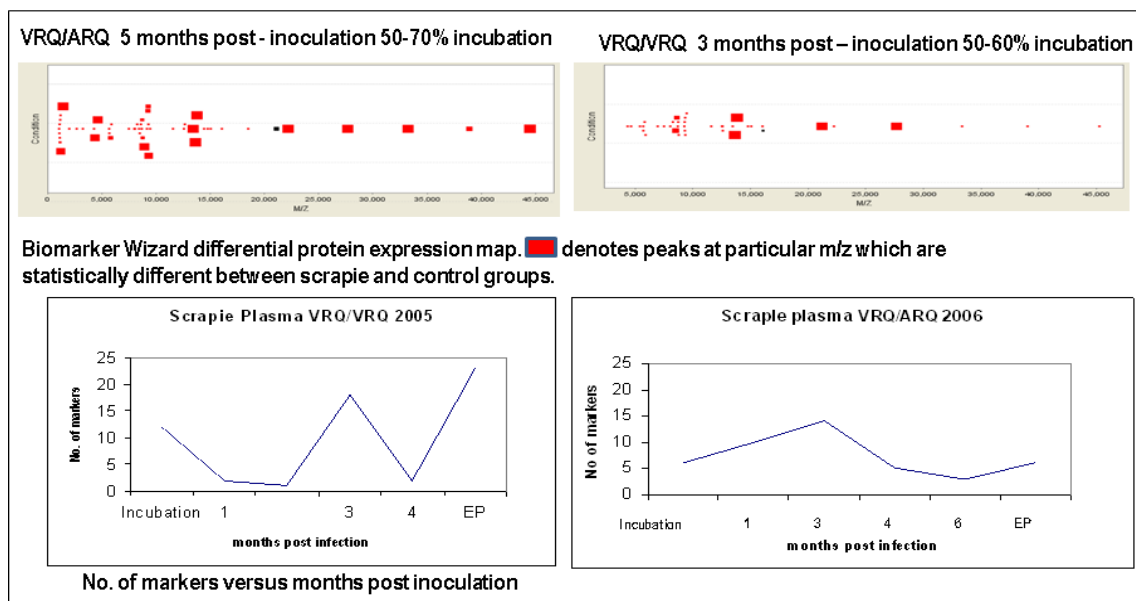 VRQ/ARQ 5 months post - inoculation 50-70% incubation
VRQ/VRQ 3 months post – inoculation 50-60% incubation
Condition
0 5,000 10,000 15,000 20,000 25,000 30,000 35,000 40,000 45,000
M/Z
Condition
5,000 10,000 15,000 20,000 25,000 30,000 35,000 40,000 45,000
M/Z
Biomarker Wizard differential protein expression map. denotes peaks at particular m/z which are
statistically different between scrapie and control groups.
Scrapie Plasma VRQ/VRQ 2005
No. of markers
25
20
15
10
5
0
Incubation 1 3 4 EP
months post infection
Scraple plasma VRQ/ARQ 2006
No of markers
25
20
15
10
5
0
Incubation 1 3 4 6 EP
months post infection
No. of markers versus months post inoculation